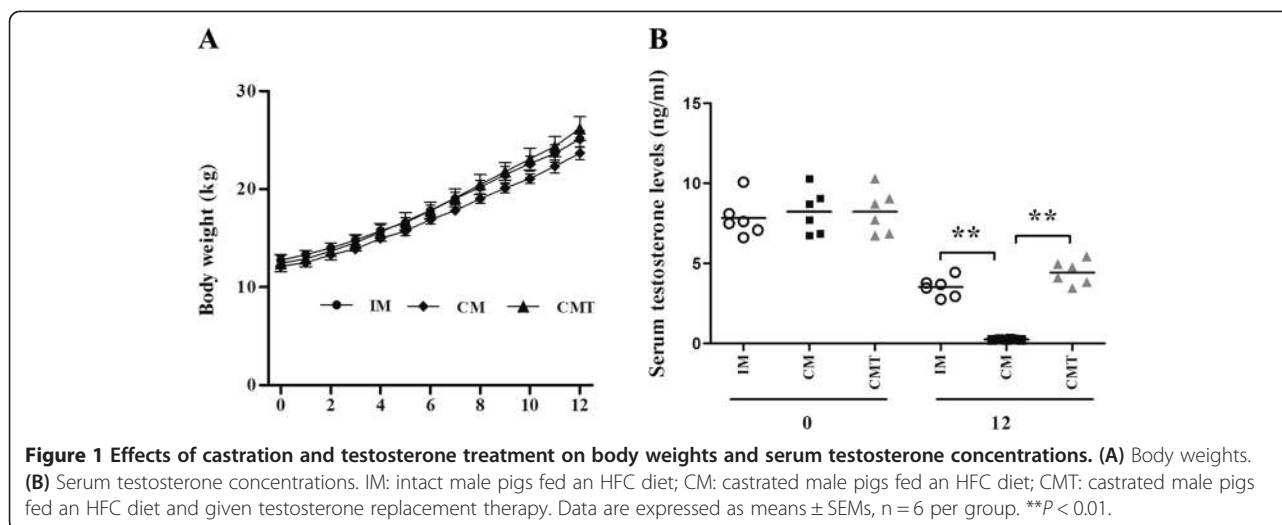 A
Body weight (kg)
30
20
10
0
IM CM CMT
0 2 4 6 8 10 12
B
Serum testosterone levels (ng/ml)
15
10
5
0
** **
IM CM CMT IM CM CMT
0 12
Figure 1 Effects of castration and testosterone treatment on body weights and serum testosterone concentrations. (A) Body weights.
(B) Serum testosterone concentrations. IM: intact male pigs fed an HFC diet; CM: castrated male pigs fed an HFC diet; CMT: castrated male pigs
fed an HFC diet and given testosterone replacement therapy. Data are expressed as means ± SEMs, n = 6 per group. **P < 0.01.